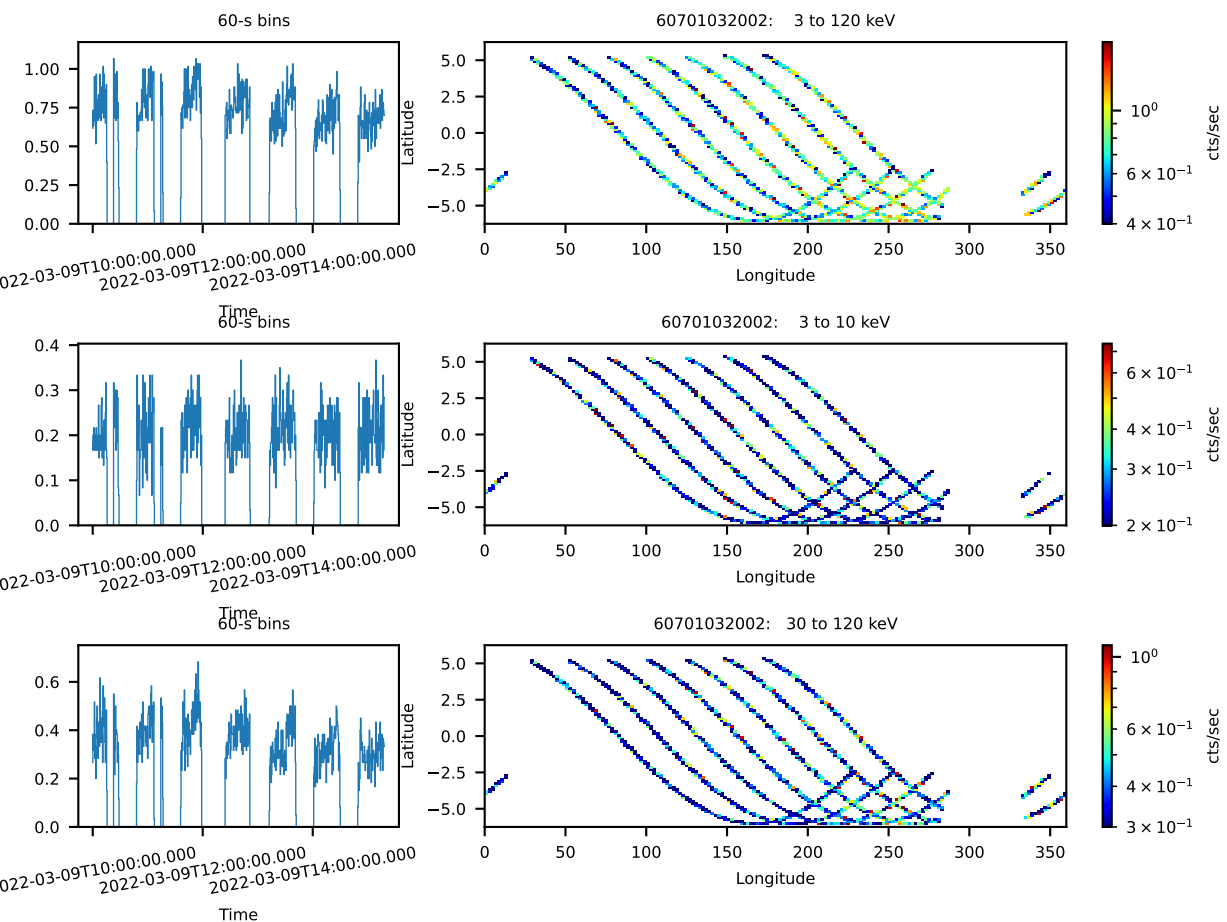 60-s bins
60701032002: 3 to 120 keV
1.00
0.75
0.50
0.25
0.00
022-03-09T10:00:00.000
2022-03-09T12:00:00.000
2022-03-09T14:00:00.000
Time
Latitude
5.0
2.5
0.0
−2.5
−5.0
0 50 100 150 200 250 300 350
Longitude
10⁰
6 × 10⁻¹
4 × 10⁻¹
cts/sec
60-s bins
60701032002: 3 to 10 keV
0.4
0.3
0.2
0.1
0.0
022-03-09T10:00:00.000
2022-03-09T12:00:00.000
2022-03-09T14:00:00.000
Time
Latitude
5.0
2.5
0.0
−2.5
−5.0
0 50 100 150 200 250 300 350
Longitude
6 × 10⁻¹
4 × 10⁻¹
3 × 10⁻¹
2 × 10⁻¹
cts/sec
60-s bins
60701032002: 30 to 120 keV
0.6
0.4
0.2
0.0
022-03-09T10:00:00.000
2022-03-09T12:00:00.000
2022-03-09T14:00:00.000
Time
Latitude
5.0
2.5
0.0
−2.5
−5.0
0 50 100 150 200 250 300 350
Longitude
10⁰
6 × 10⁻¹
4 × 10⁻¹
3 × 10⁻¹
cts/sec